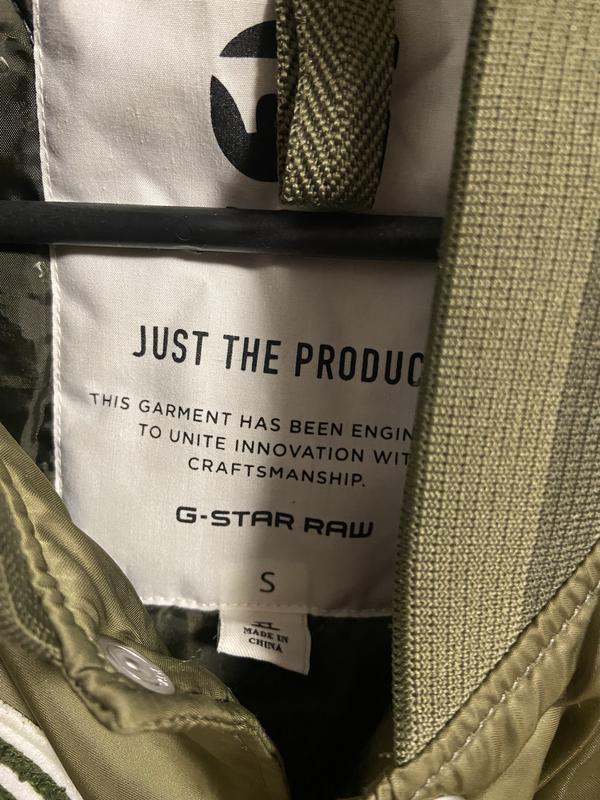 JUST THE PRODUC
THIS GARMENT HAS BEEN ENGIN
TO UNITE INNOVATION WIT
CRAFTSMANSHIP.
G-STAR RAW
S
MADE IN
CHINA